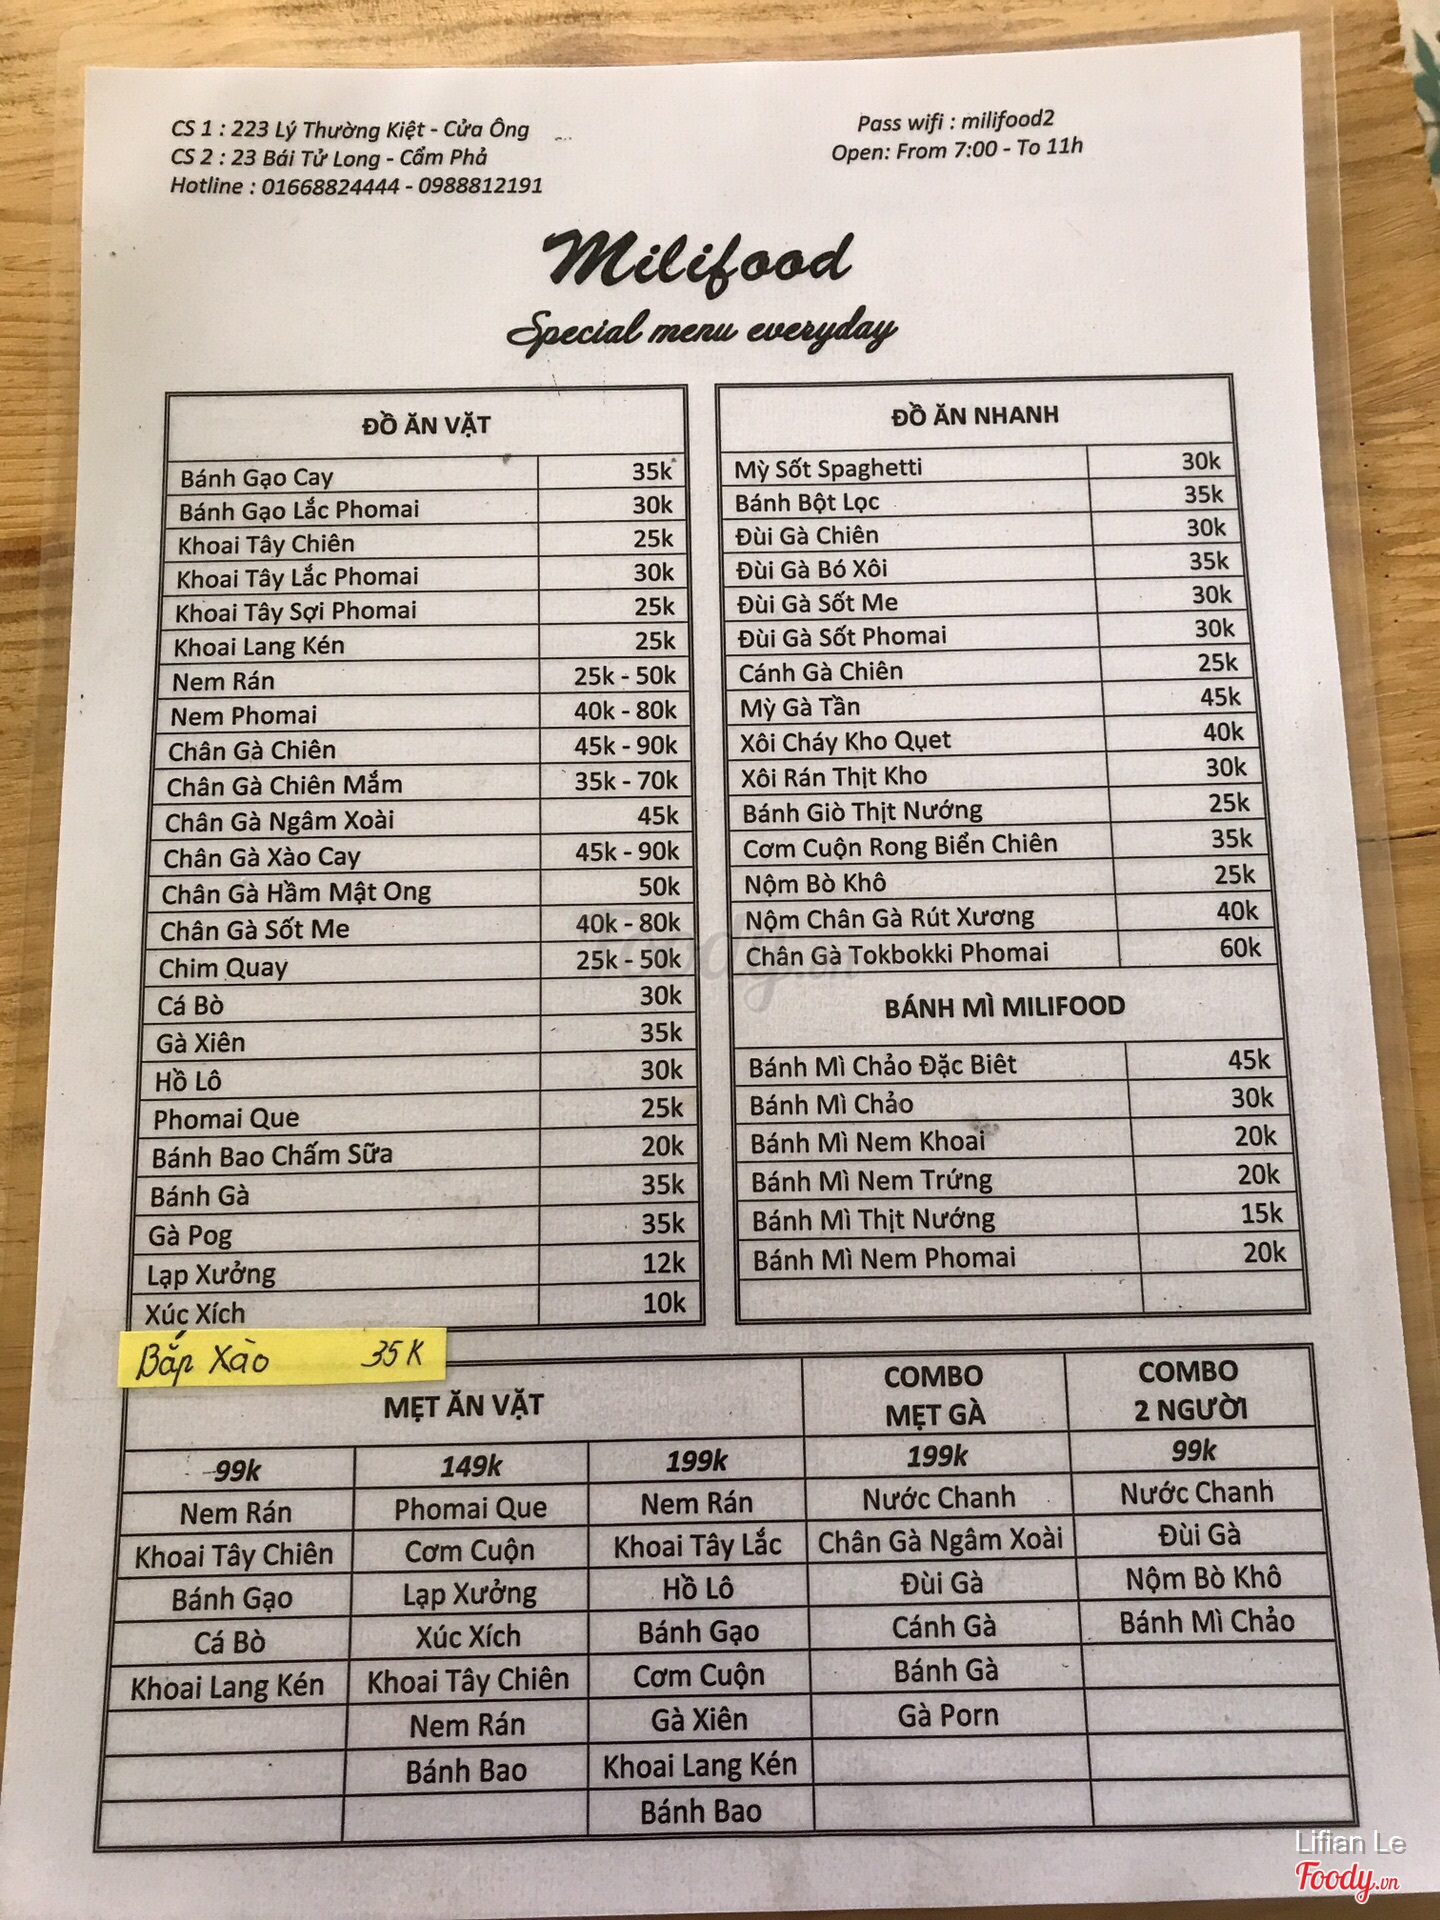 CS 1 : 223 Lý Thường Kiệt - Cửa Ông
CS 2 : 23 Bái Tử Long - Cẩm Phả
Hotline : 01668824444 - 0988812191
Pass wifi : milifood2
Open: From 7:00 - To 11h
Milifood
Special menu everyday
ĐỒ ĂN VẶT
Bánh Gạo Cay 35k
Bánh Gạo Lắc Phomai 30k
Khoai Tây Chiên 25k
Khoai Tây Lắc Phomai 30k
Khoai Tây Sợi Phomai 25k
Khoai Lang Kén 25k
Nem Rán 25k - 50k
Nem Phomai 40k - 80k
Chân Gà Chiên 45k - 90k
Chân Gà Chiên Mắm 35k - 70k
Chân Gà Ngâm Xoài 45k
Chân Gà Xào Cay 45k - 90k
Chân Gà Hầm Mật Ong 50k
Chân Gà Sốt Me 40k - 80k
Chim Quay 25k - 50k
Cá Bò 30k
Gà Xiên 35k
Hồ Lô 30k
Phomai Que 25k
Bánh Bao Chấm Sữa 20k
Bánh Gà 35k
Gà Pog 35k
Lạp Xưởng 12k
Xúc Xích 10k
Bắp Xào 35K
ĐỒ ĂN NHANH
Mỳ Sốt Spaghetti 30k
Bánh Bột Lọc 35k
Đùi Gà Chiên 30k
Đùi Gà Bó Xôi 35k
Đùi Gà Sốt Me 30k
Đùi Gà Sốt Phomai 30k
Cánh Gà Chiên 25k
Mỳ Gà Tần 45k
Xôi Cháy Kho Quẹt 40k
Xôi Rán Thịt Kho 30k
Bánh Giò Thịt Nướng 25k
Cơm Cuộn Rong Biển Chiên 35k
Nộm Bò Khô 25k
Nộm Chân Gà Rút Xương 40k
Chân Gà Tokbokki Phomai 60k
BÁNH MÌ MILIFOOD
Bánh Mì Chảo Đặc Biêt 45k
Bánh Mì Chảo 30k
Bánh Mì Nem Khoai 20k
Bánh Mì Nem Trứng 20k
Bánh Mì Thịt Nướng 15k
Bánh Mì Nem Phomai 20k
MẸT ĂN VẶT COMBO MẸT GÀ COMBO 2 NGƯỜI
99k 149k 199k 199k 99k
Nem Rán Phomai Que Nem Rán Nước Chanh Nước Chanh
Khoai Tây Chiên Cơm Cuộn Khoai Tây Lắc Chân Gà Ngâm Xoài Đùi Gà
Bánh Gạo Lạp Xưởng Hồ Lô Đùi Gà Nộm Bò Khô
Cá Bò Xúc Xích Bánh Gạo Cánh Gà Bánh Mì Chảo
Khoai Lang Kén Khoai Tây Chiên Cơm Cuộn Bánh Gà
Nem Rán Gà Xiên Gà Porn
Bánh Bao Khoai Lang Kén
Bánh Bao
Foody.vn
Lifian Le
Foody.vn